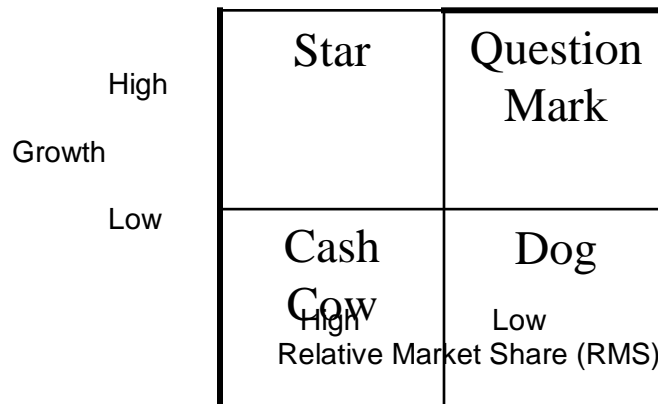 Star
Question
Mark
High
Growth
Low
Cash
Cow
Dog
High
Low
Relative Market Share (RMS)